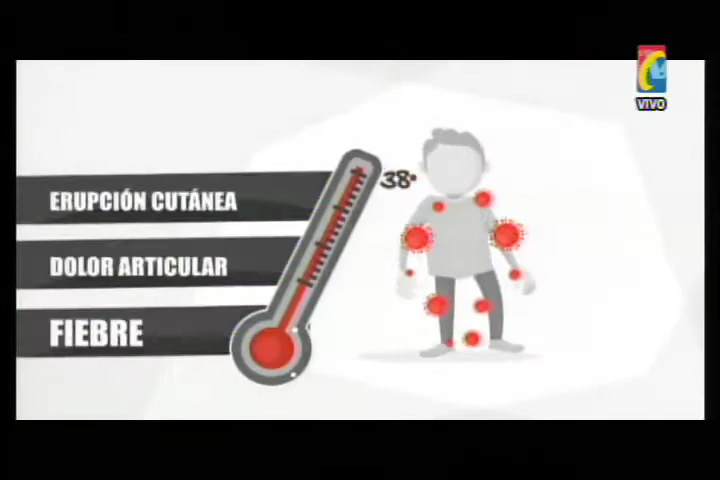 VIVO
ERUPCIÓN CUTÁNEA
38°
DOLOR ARTICULAR
FIEBRE